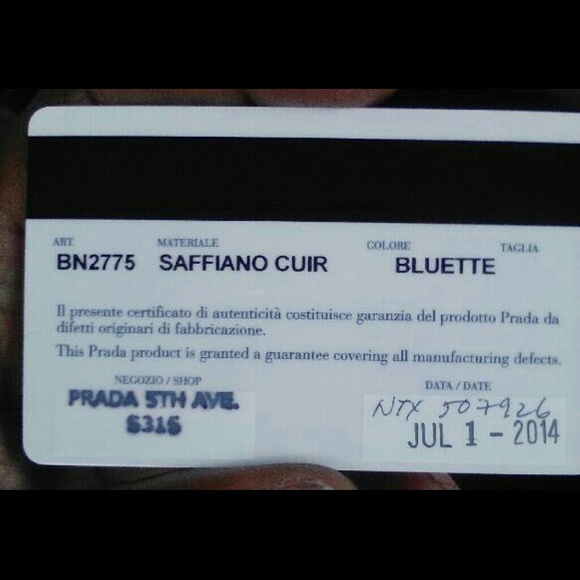 ART. MATERIALE COLORE TAGLIA
BN2775 SAFFIANO CUIR BLUETTE
Il presente certificato di autenticità costituisce garanzia del prodotto Prada da
difetti originari di fabbricazione.
This Prada product is granted a guarantee covering all manufacturing defects.
NEGOZIO / SHOP DATA / DATE
PRADA 5TH AVE. NTX 507926
S316 JUL 1 - 2014